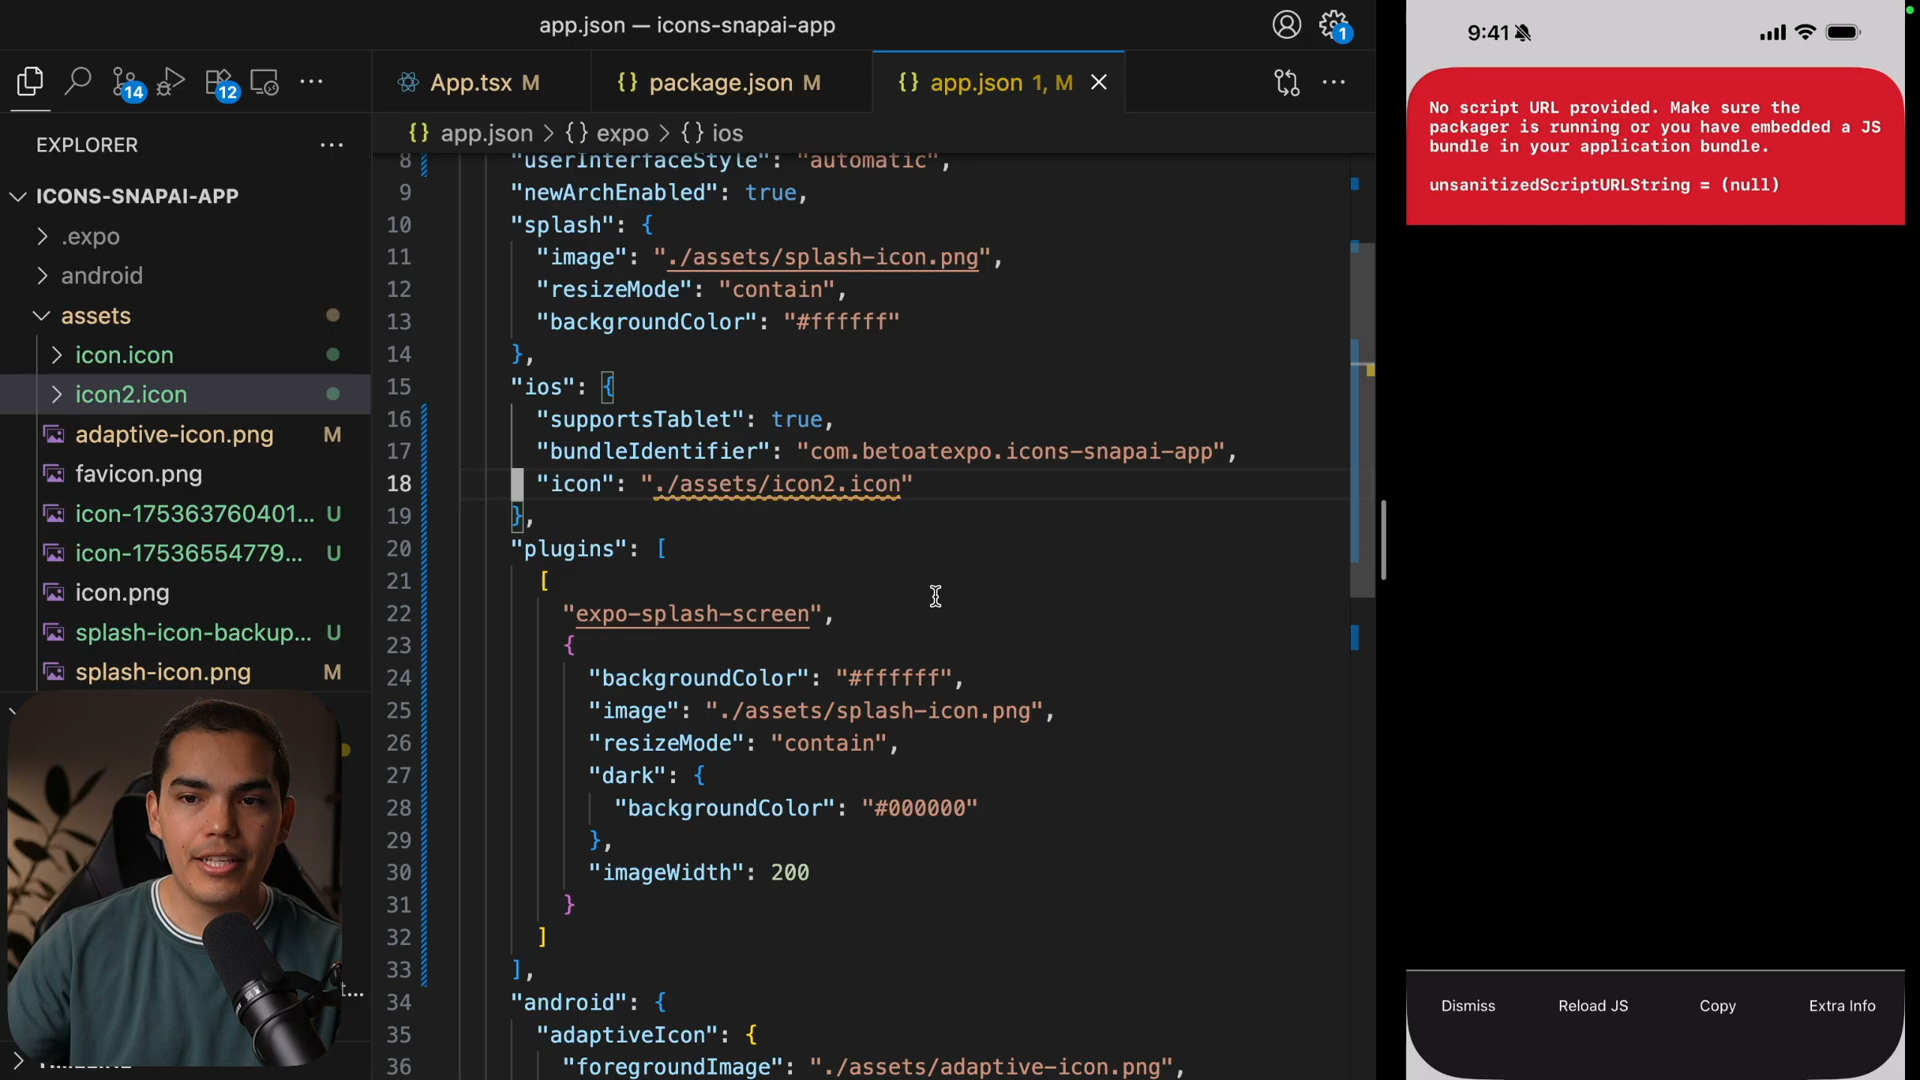 app.json — icons-snapai-app
1
14
12
App.tsx M
package.json M
app.json 1, M
EXPLORER
app.json > {} expo > {} ios
ICONS-SNAPAI-APP
.expo
android
assets
icon.icon
icon2.icon
adaptive-icon.png M
favicon.png
icon-175363760401... U
icon-17536554779... U
icon.png
splash-icon-backup... U
splash-icon.png M
t...
8 "userInterfaceStyle": "automatic",
9 "newArchEnabled": true,
10 "splash": {
11 "image": "./assets/splash-icon.png",
12 "resizeMode": "contain",
13 "backgroundColor": "#ffffff"
14 },
15 "ios": {
16 "supportsTablet": true,
17 "bundleIdentifier": "com.betoatexpo.icons-snapai-app",
18 "icon": "./assets/icon2.icon"
19 },
20 "plugins": [
21 [
22 "expo-splash-screen",
23 {
24 "backgroundColor": "#ffffff",
25 "image": "./assets/splash-icon.png",
26 "resizeMode": "contain",
27 "dark": {
28 "backgroundColor": "#000000"
29 },
30 "imageWidth": 200
31 }
32 ]
33 ],
34 "android": {
35 "adaptiveIcon": {
36 "foregroundImage": "./assets/adaptive-icon.png",
9:41
No script URL provided. Make sure the
packager is running or you have embedded a JS
bundle in your application bundle.
unsanitizedScriptURLString = (null)
Dismiss Reload JS Copy Extra Info